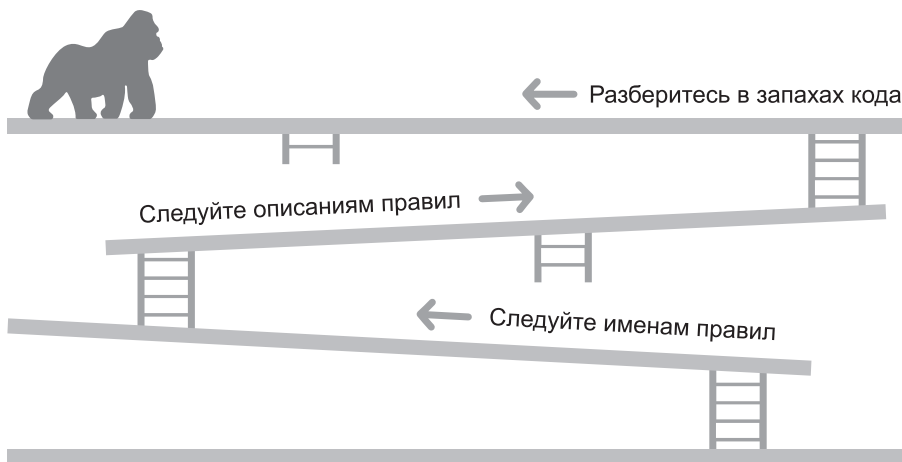 Разберитесь в запахах кода
Следуйте описаниям правил
Следуйте именам правил